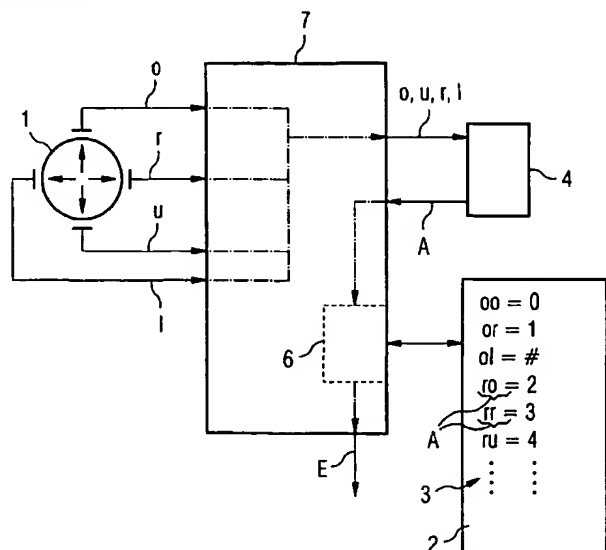 7
o
1
o, u, r, l
r
4
u
A
l
oo = 0
or = 1
6
ol = #
ro = 2
A
rr = 3
ru = 4
E
3
2